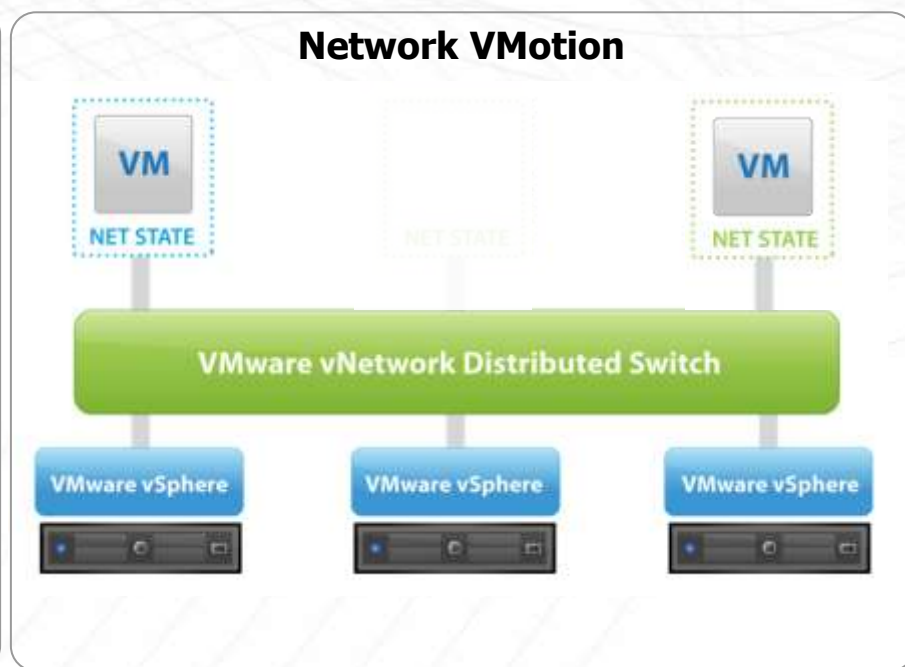 Network VMotion
VM
VM
NET STATE
NET STATE
NET STATE
VMware vNetwork Distributed Switch
VMware vSphere
VMware vSphere
VMware vSphere